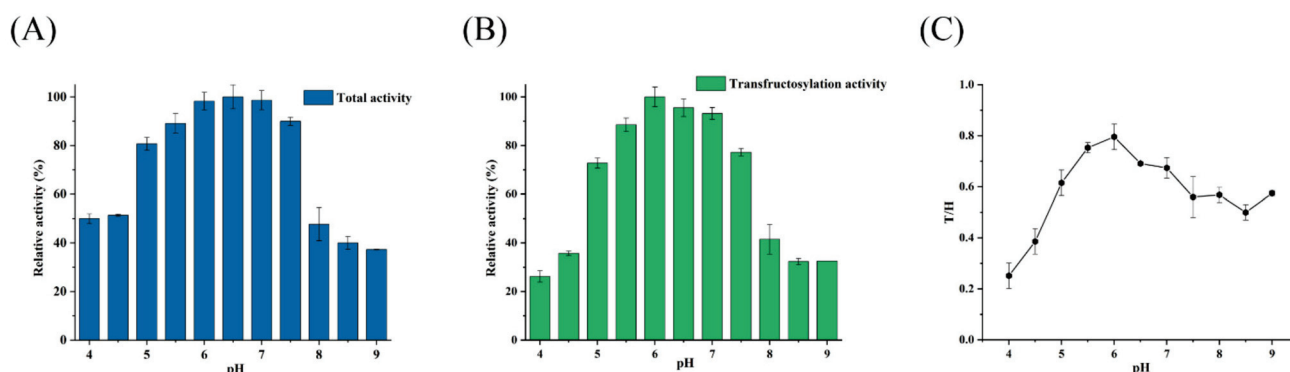 (A)
Total activity
Relative activity (%)
100
80
60
40
20
0
4 5 6 7 8 9
pH
(B)
Transfructosylation activity
Relative activity (%)
100
80
60
40
20
0
4 5 6 7 8 9
pH
(C)
T/H
1.0
0.8
0.6
0.4
0.2
0.0
4 5 6 7 8 9
pH